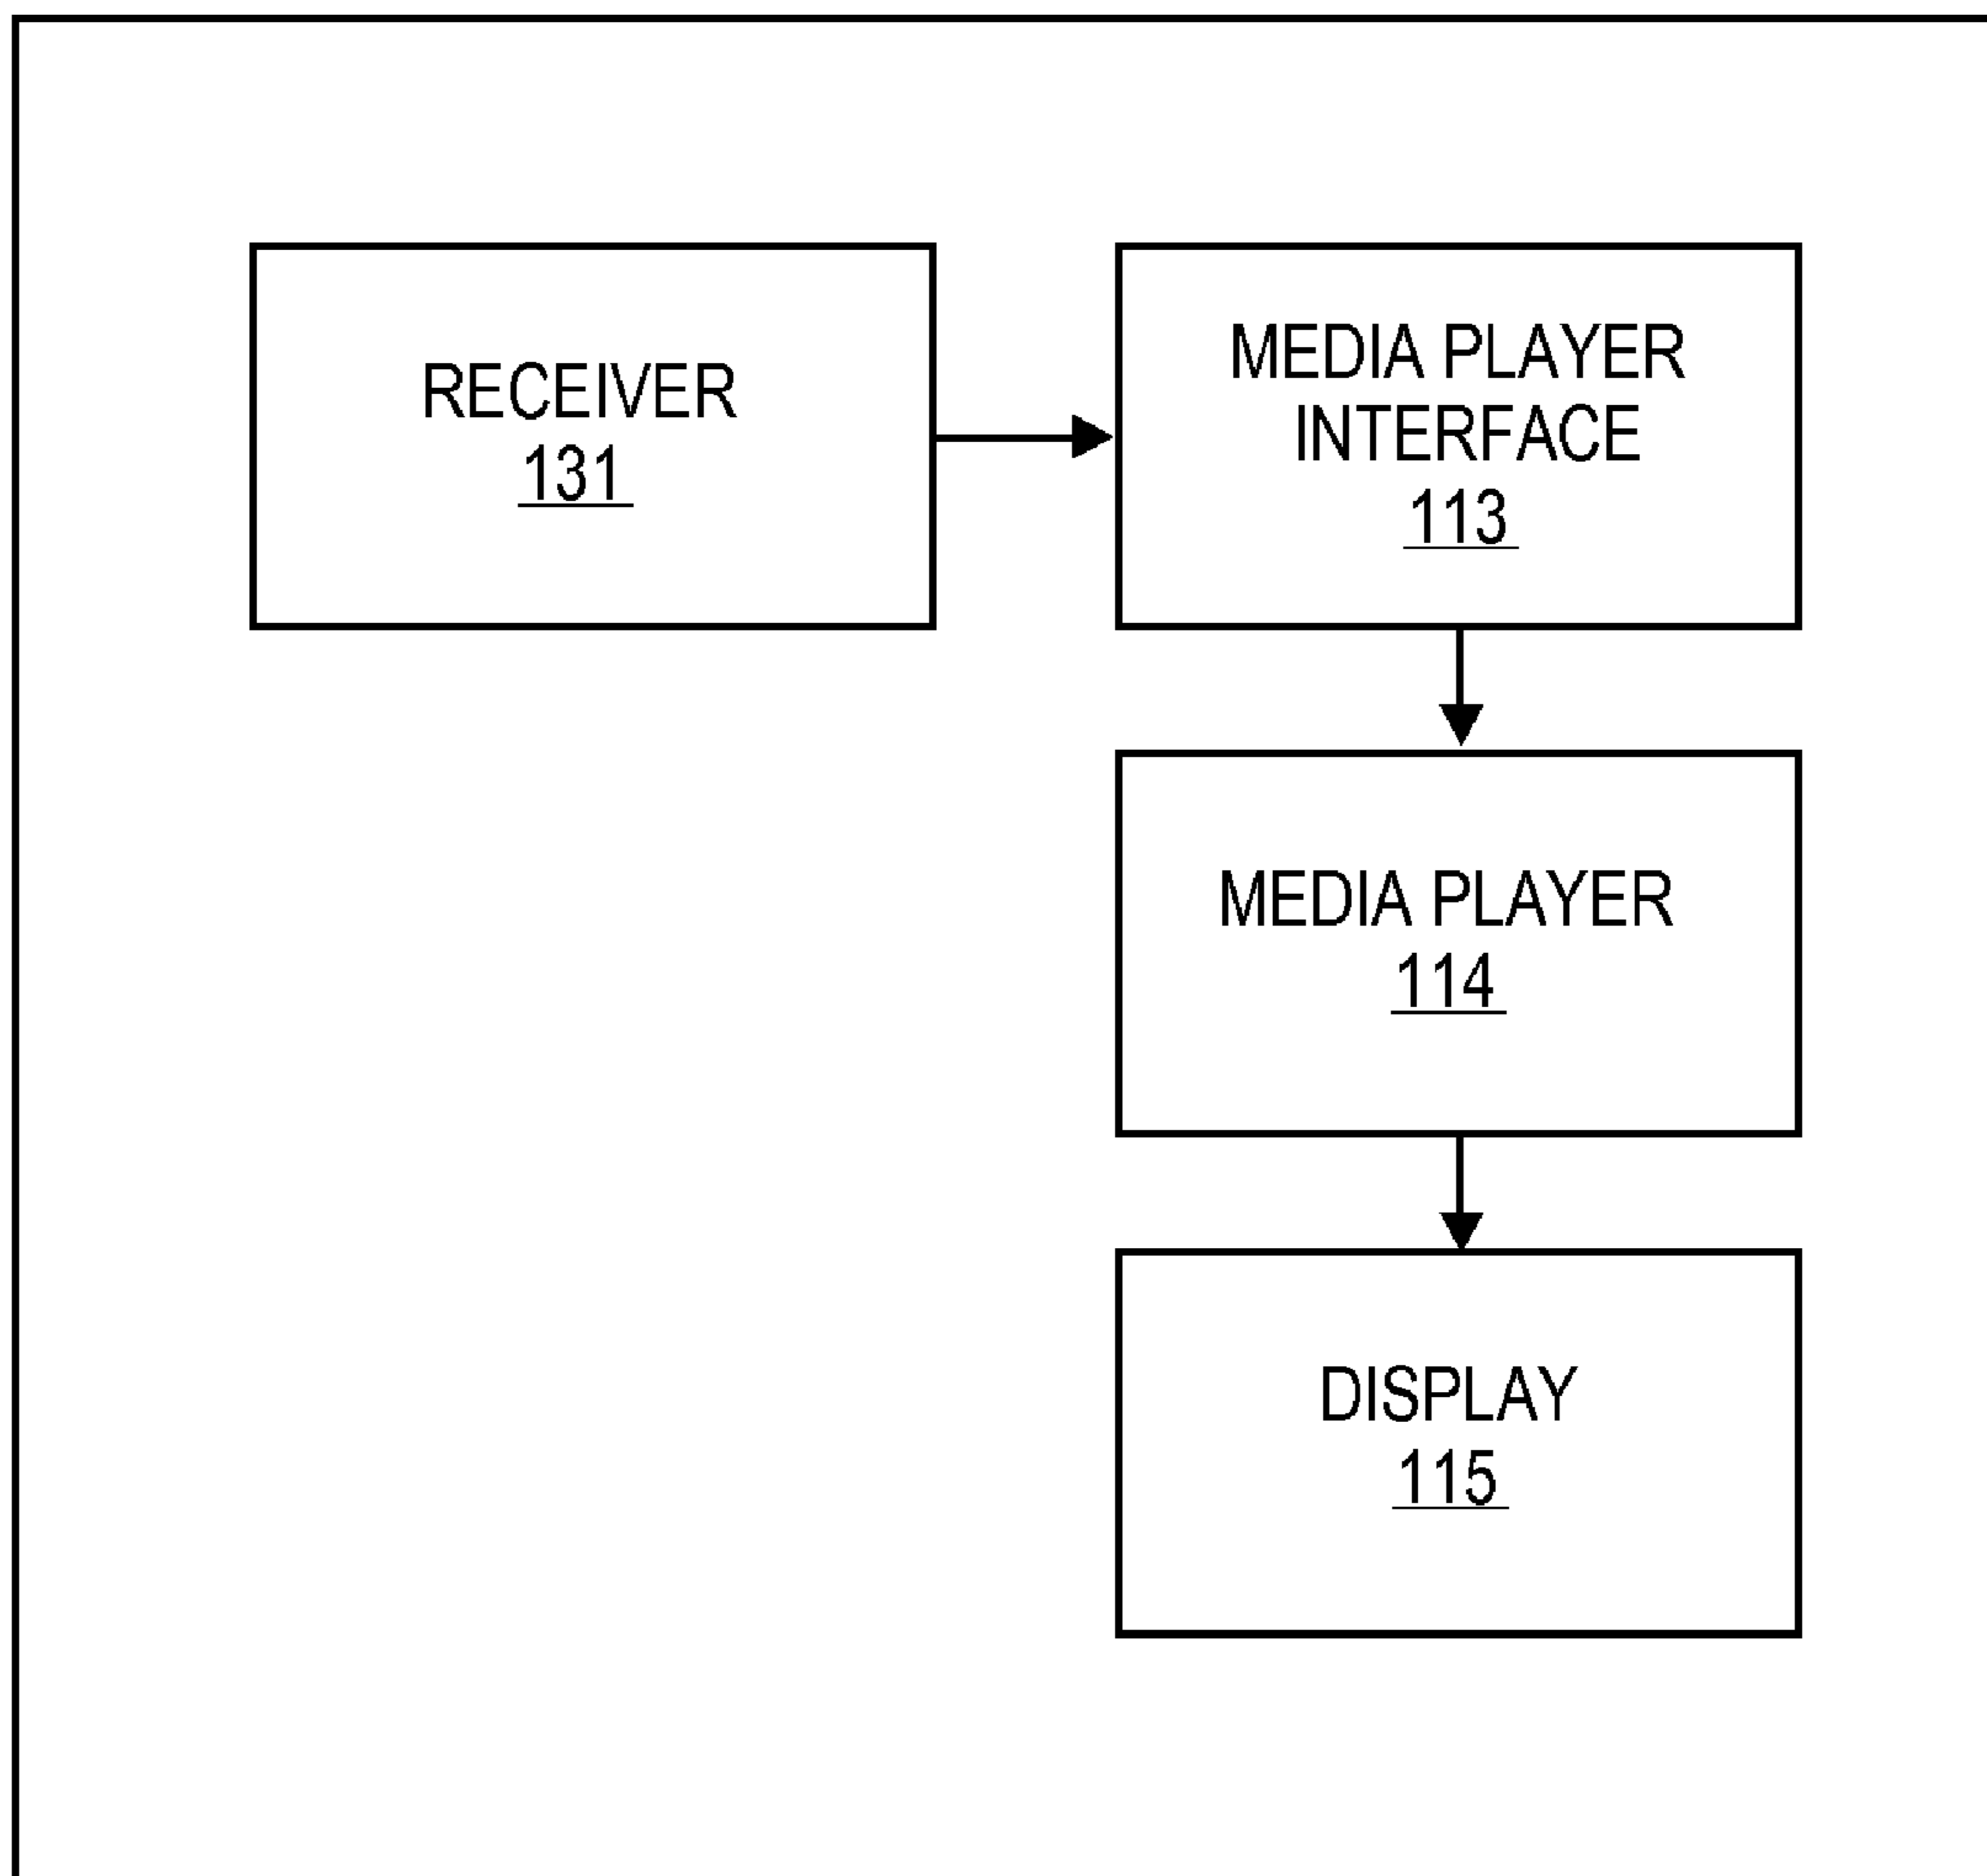 RECEIVER
131
MEDIA PLAYER
INTERFACE
113
MEDIA PLAYER
114
DISPLAY
115